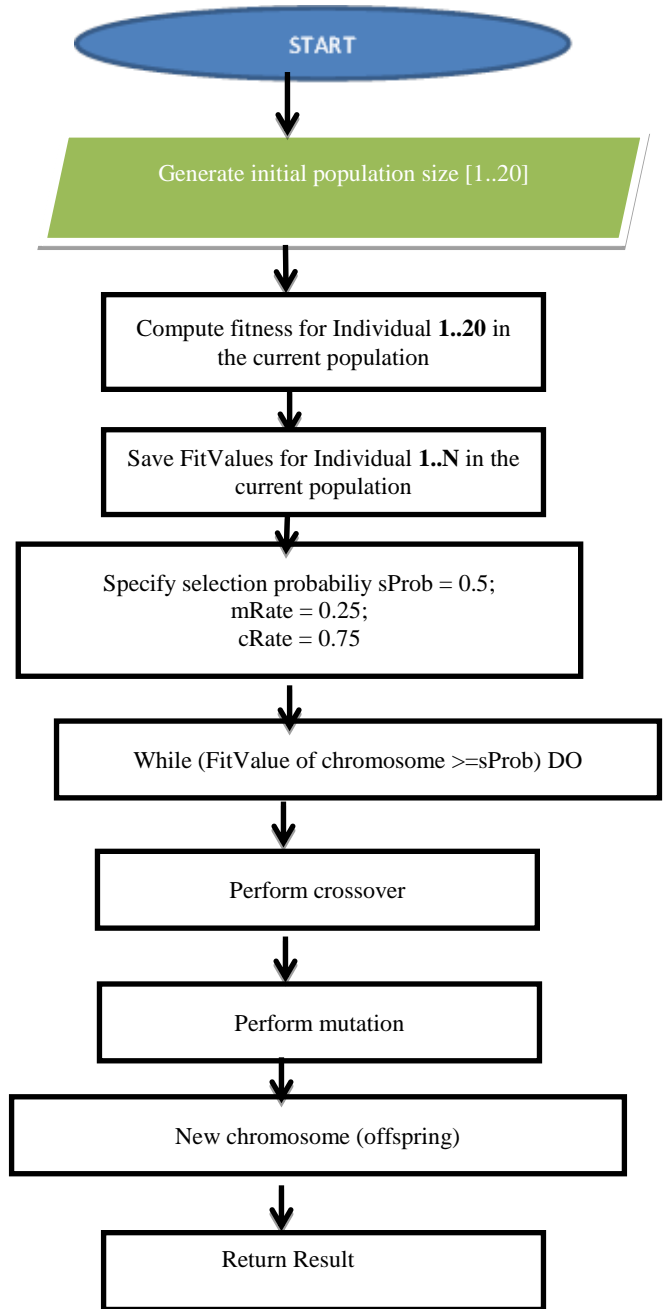 START
Generate initial population size [1..20]
Compute fitness for Individual 1..20 in
the current population
Save FitValues for Individual 1..N in the
current population
Specify selection probabiliy sProb = 0.5;
mRate = 0.25;
cRate = 0.75
While (FitValue of chromosome >=sProb) DO
Perform crossover
Perform mutation
New chromosome (offspring)
Return Result